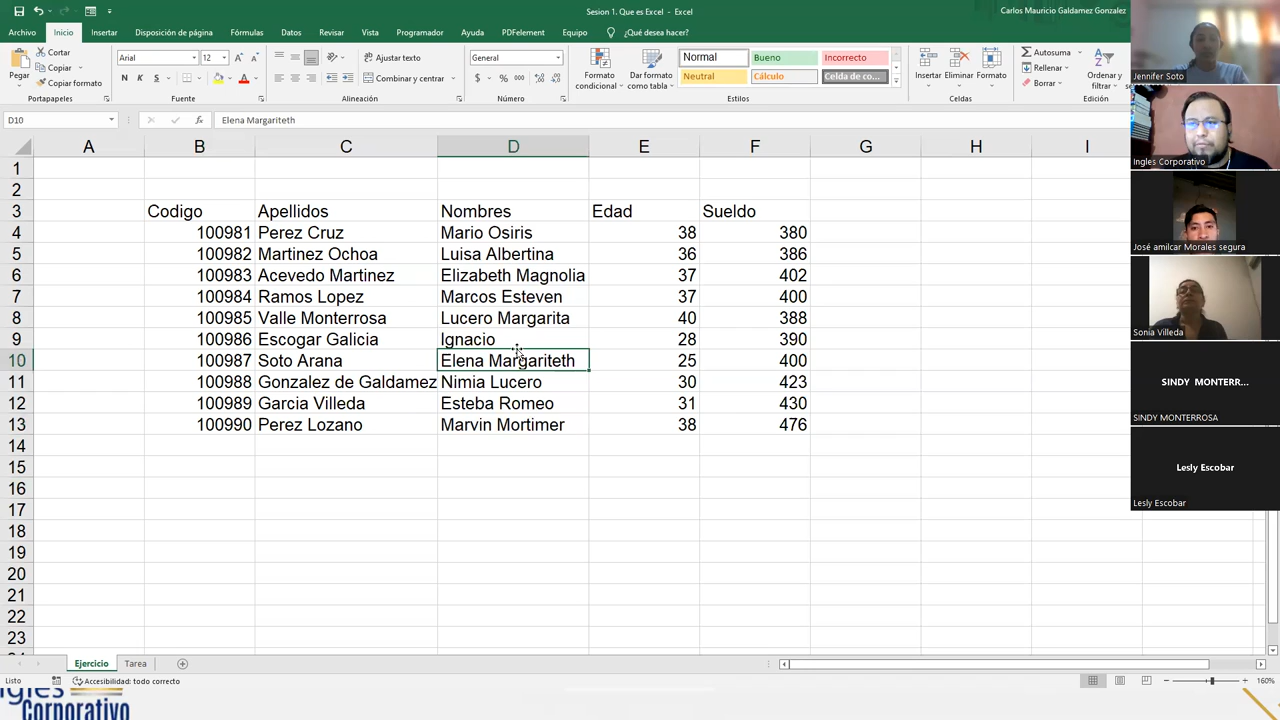 Sesion 1. Que es Excel - Excel
Carlos Mauricio Galdamez Gonzalez
Archivo Inicio Insertar Disposición de página Fórmulas Datos Revisar Vista Programador Ayuda PDFelement Equipo ¿Qué desea hacer?
Pegar
Cortar
Copiar
Copiar formato
Portapapeles
Arial 12
N K S
Fuente
Ajustar texto
Combinar y centrar
Alineación
General
$ % 000
Número
Formato condicional
Dar formato como tabla
Normal Bueno Incorrecto
Neutral Cálculo Celda de co...
Estilos
Insertar Eliminar Formato
Celdas
Autosuma
Rellenar
Borrar
Ordenar y filtrar
Edición
D10 Elena Margariteth
A B C D E F G H I
1
2
3 Codigo Apellidos Nombres Edad Sueldo
4 100981 Perez Cruz Mario Osiris 38 380
5 100982 Martinez Ochoa Luisa Albertina 36 386
6 100983 Acevedo Martinez Elizabeth Magnolia 37 402
7 100984 Ramos Lopez Marcos Esteven 37 400
8 100985 Valle Monterrosa Lucero Margarita 40 388
9 100986 Escogar Galicia Ignacio 28 390
10 100987 Soto Arana Elena Margariteth 25 400
11 100988 Gonzalez de Galdamez Nimia Lucero 30 423
12 100989 Garcia Villeda Esteba Romeo 31 430
13 100990 Perez Lozano Marvin Mortimer 38 476
14
15
16
17
18
19
20
21
22
23
Ejercicio Tarea
Listo Accesibilidad: todo correcto 160%
Ingles
Corporativo
Jennifer Soto
Ingles Corporativo
José amilcar Morales segura
Sonia Villeda
SINDY MONTERR...
SINDY MONTERROSA
Lesly Escobar
Lesly Escobar